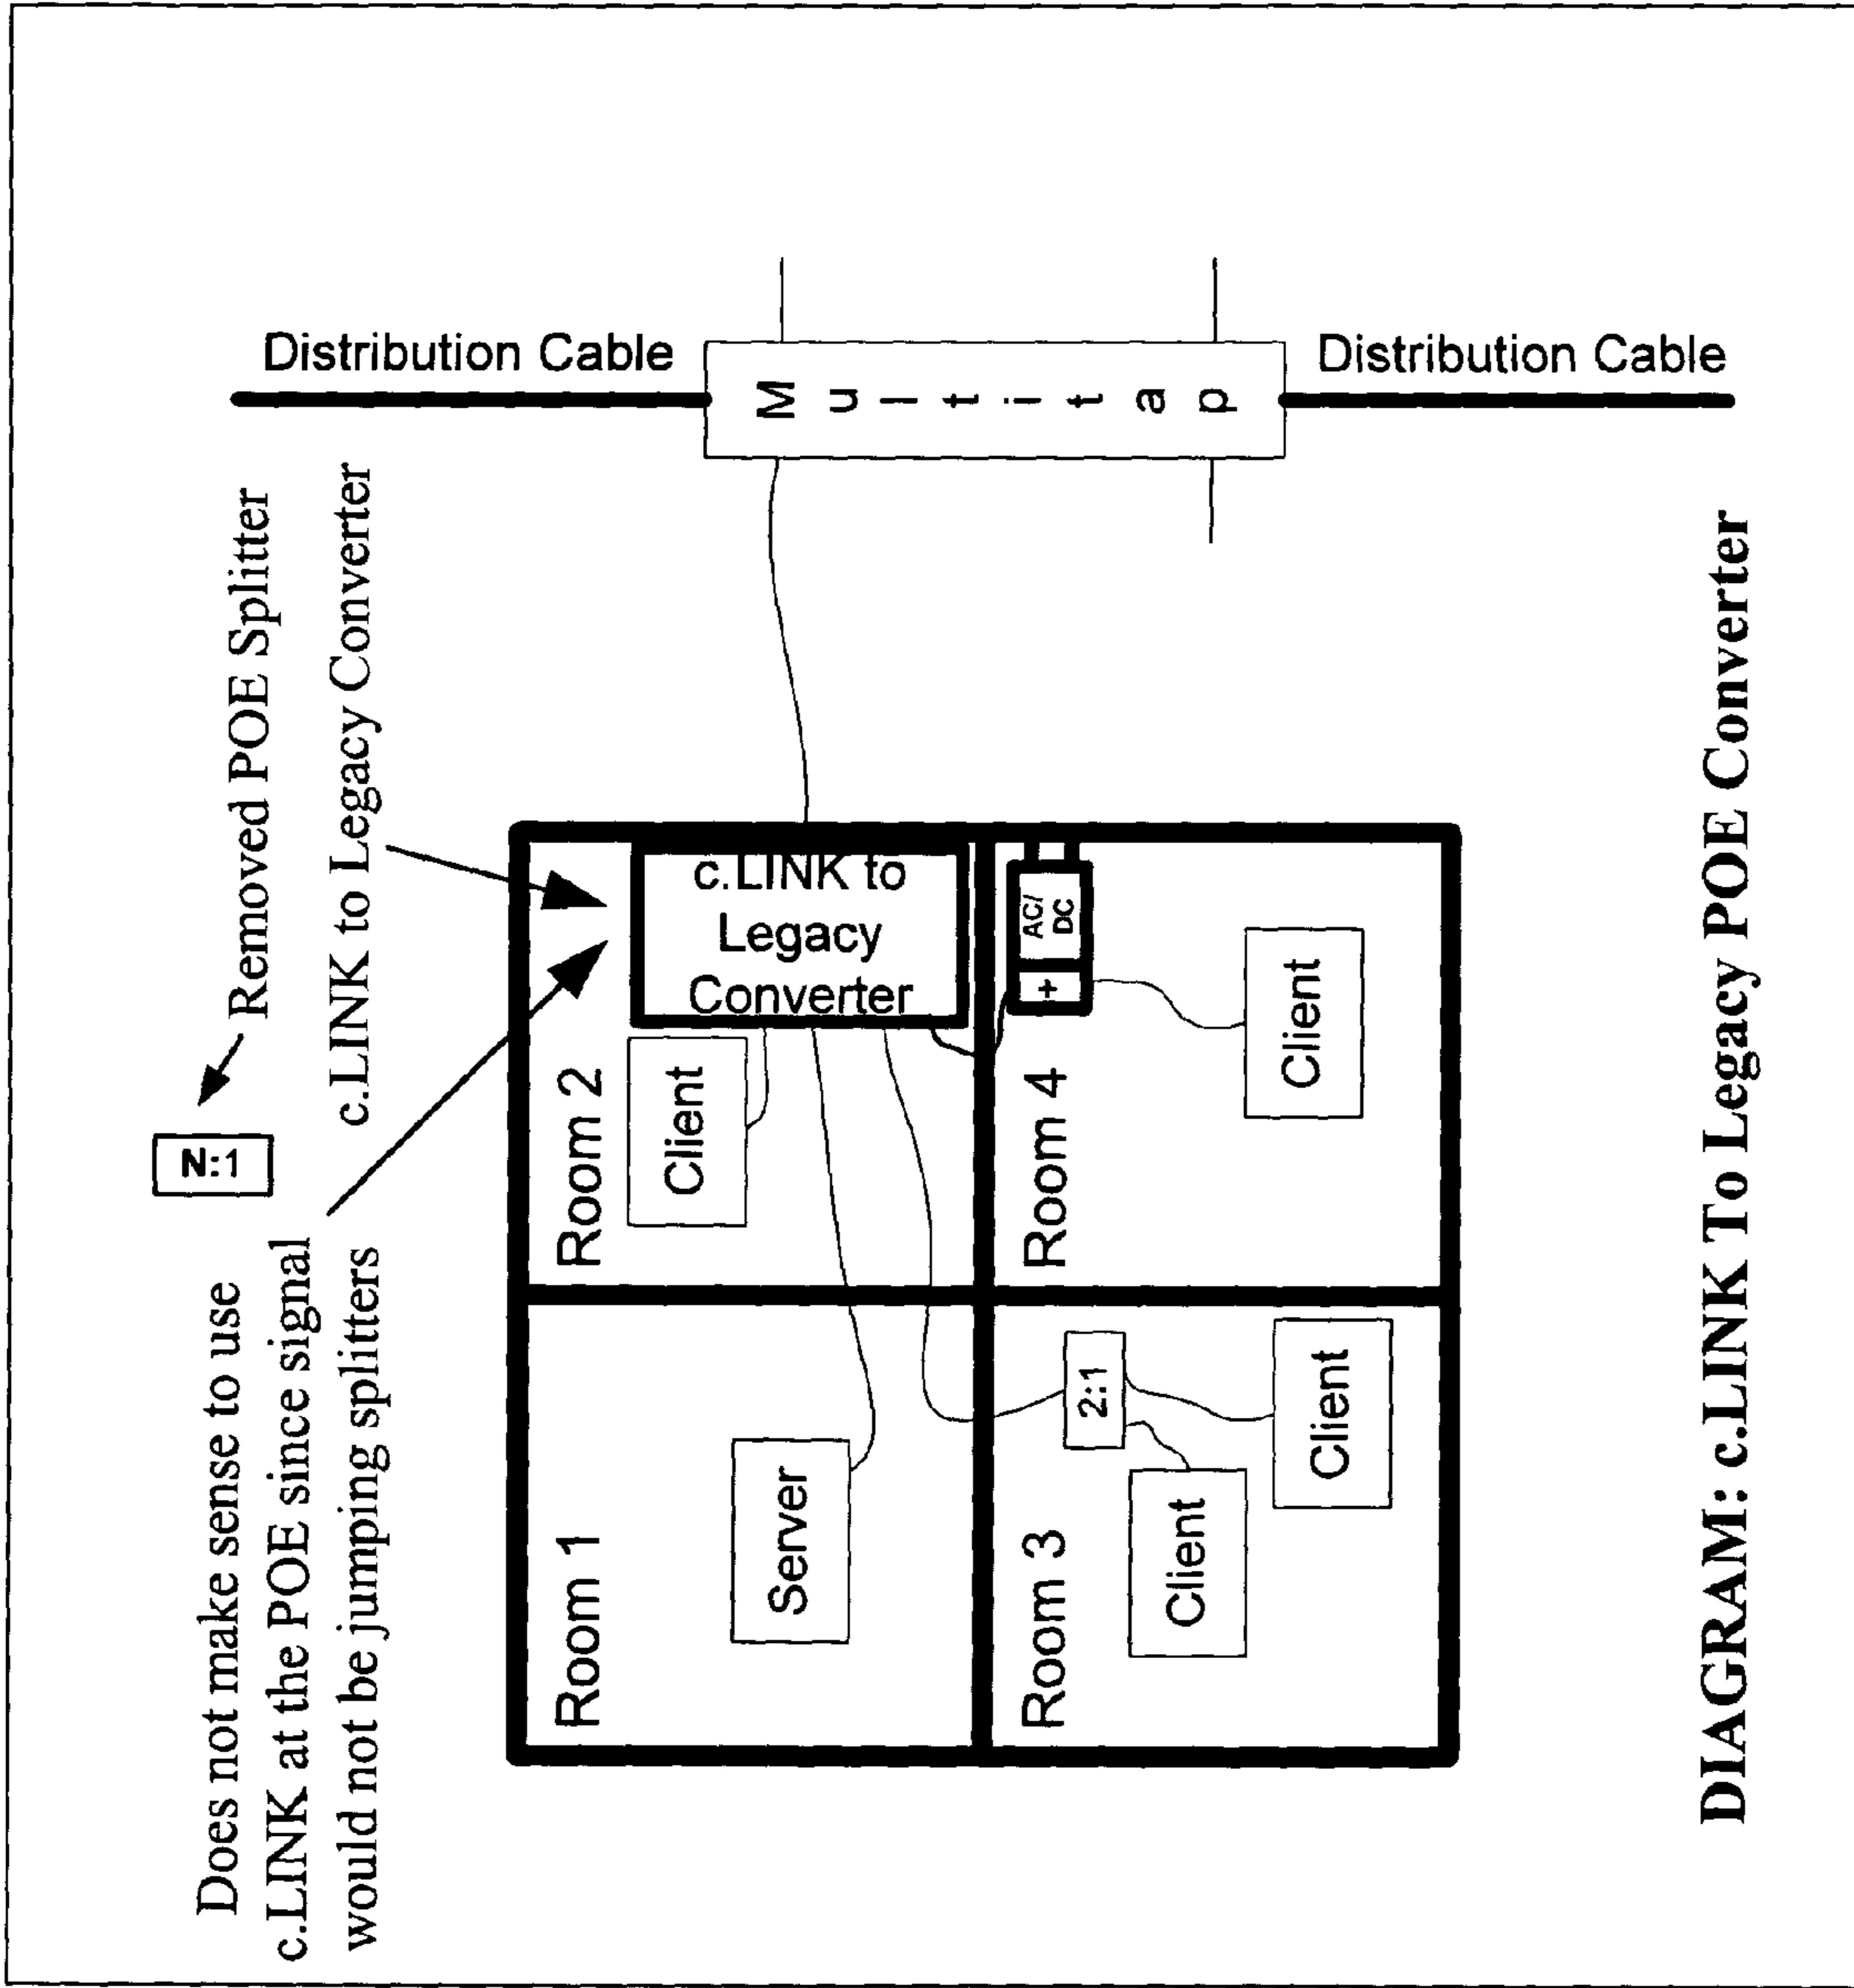 Does not make sense to use
c.LINK at the POE since signal
would not be jumping splitters
N:1
Removed POE Splitter
c.LINK to Legacy Converter
Distribution Cable
Multitap
Distribution Cable
Room 1
Server
Room 2
Client
c.LINK to
Legacy
Converter
Room 3
Client
2:1
Client
Room 4
+
AC/
DC
Client
DIAGRAM: c.LINK To Legacy POE Converter